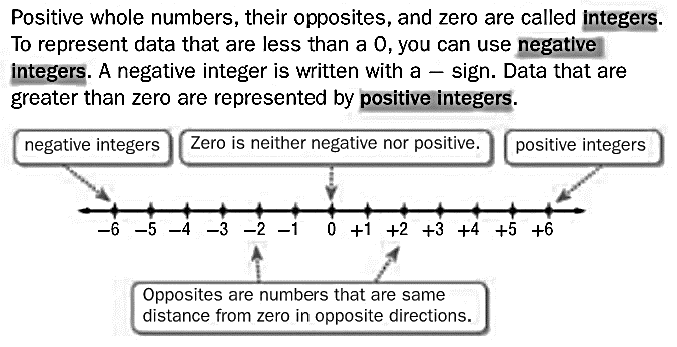 Positive whole numbers, their opposites, and zero are called integers.
To represent data that are less than a 0, you can use negative
integers. A negative integer is written with a – sign. Data that are
greater than zero are represented by positive integers.
negative integers
Zero is neither negative nor positive.
positive integers
–6 –5 –4 –3 –2 –1 0 +1 +2 +3 +4 +5 +6
Opposites are numbers that are same
distance from zero in opposite directions.